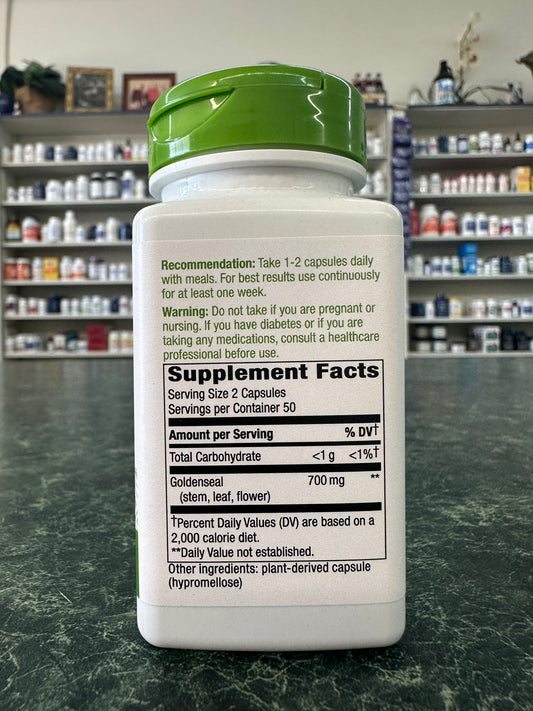 Recommendation: Take 1-2 capsules daily
with meals. For best results use continuously
for at least one week.
Warning: Do not take if you are pregnant or
nursing. If you have diabetes or if you are
taking any medications, consult a healthcare
professional before use.
Supplement Facts
Serving Size 2 Capsules
Servings per Container 50
Amount per Serving % DV†
Total Carbohydrate <1 g <1%†
Goldenseal 700 mg **
(stem, leaf, flower)
†Percent Daily Values (DV) are based on a
2,000 calorie diet.
**Daily Value not established.
Other ingredients: plant-derived capsule
(hypromellose)